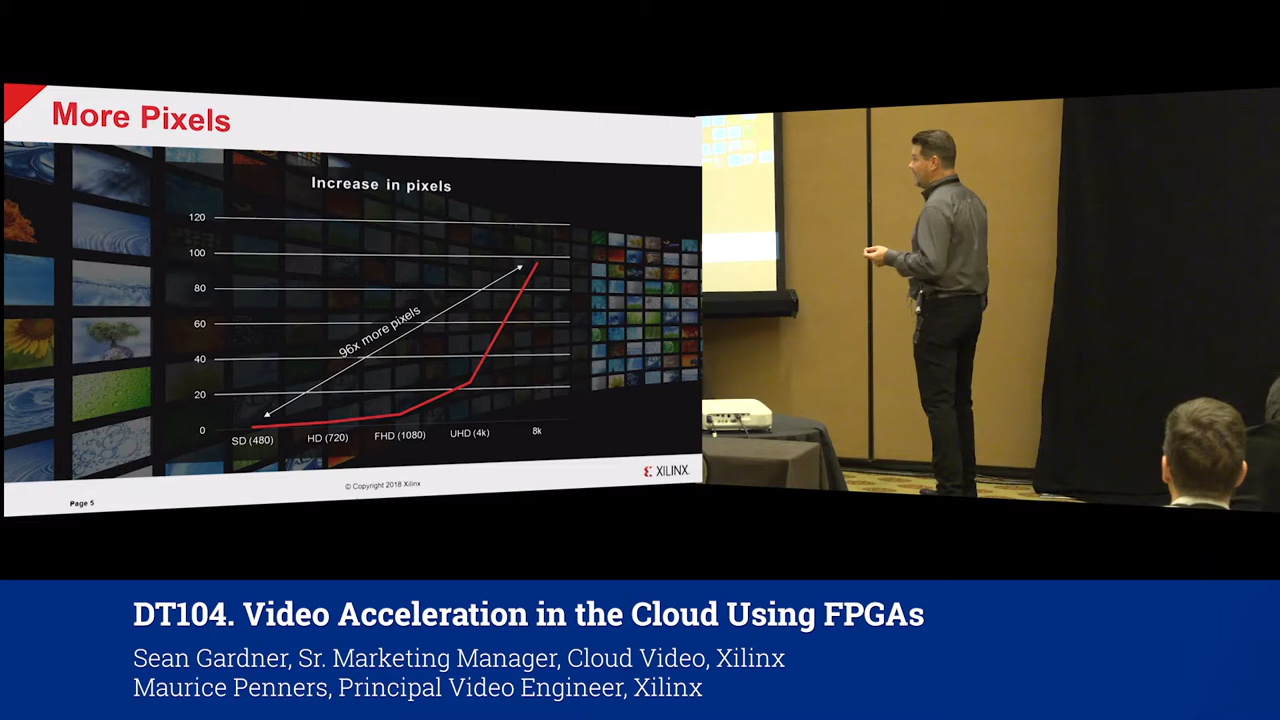 More Pixels
Increase in pixels
120
100
80
60
40
20
0
96x more pixels
SD (480)
HD (720)
FHD (1080)
UHD (4k)
8k
XILINX
© Copyright 2018 Xilinx
Page 5
DT104. Video Acceleration in the Cloud Using FPGAs
Sean Gardner, Sr. Marketing Manager, Cloud Video, Xilinx
Maurice Penners, Principal Video Engineer, Xilinx